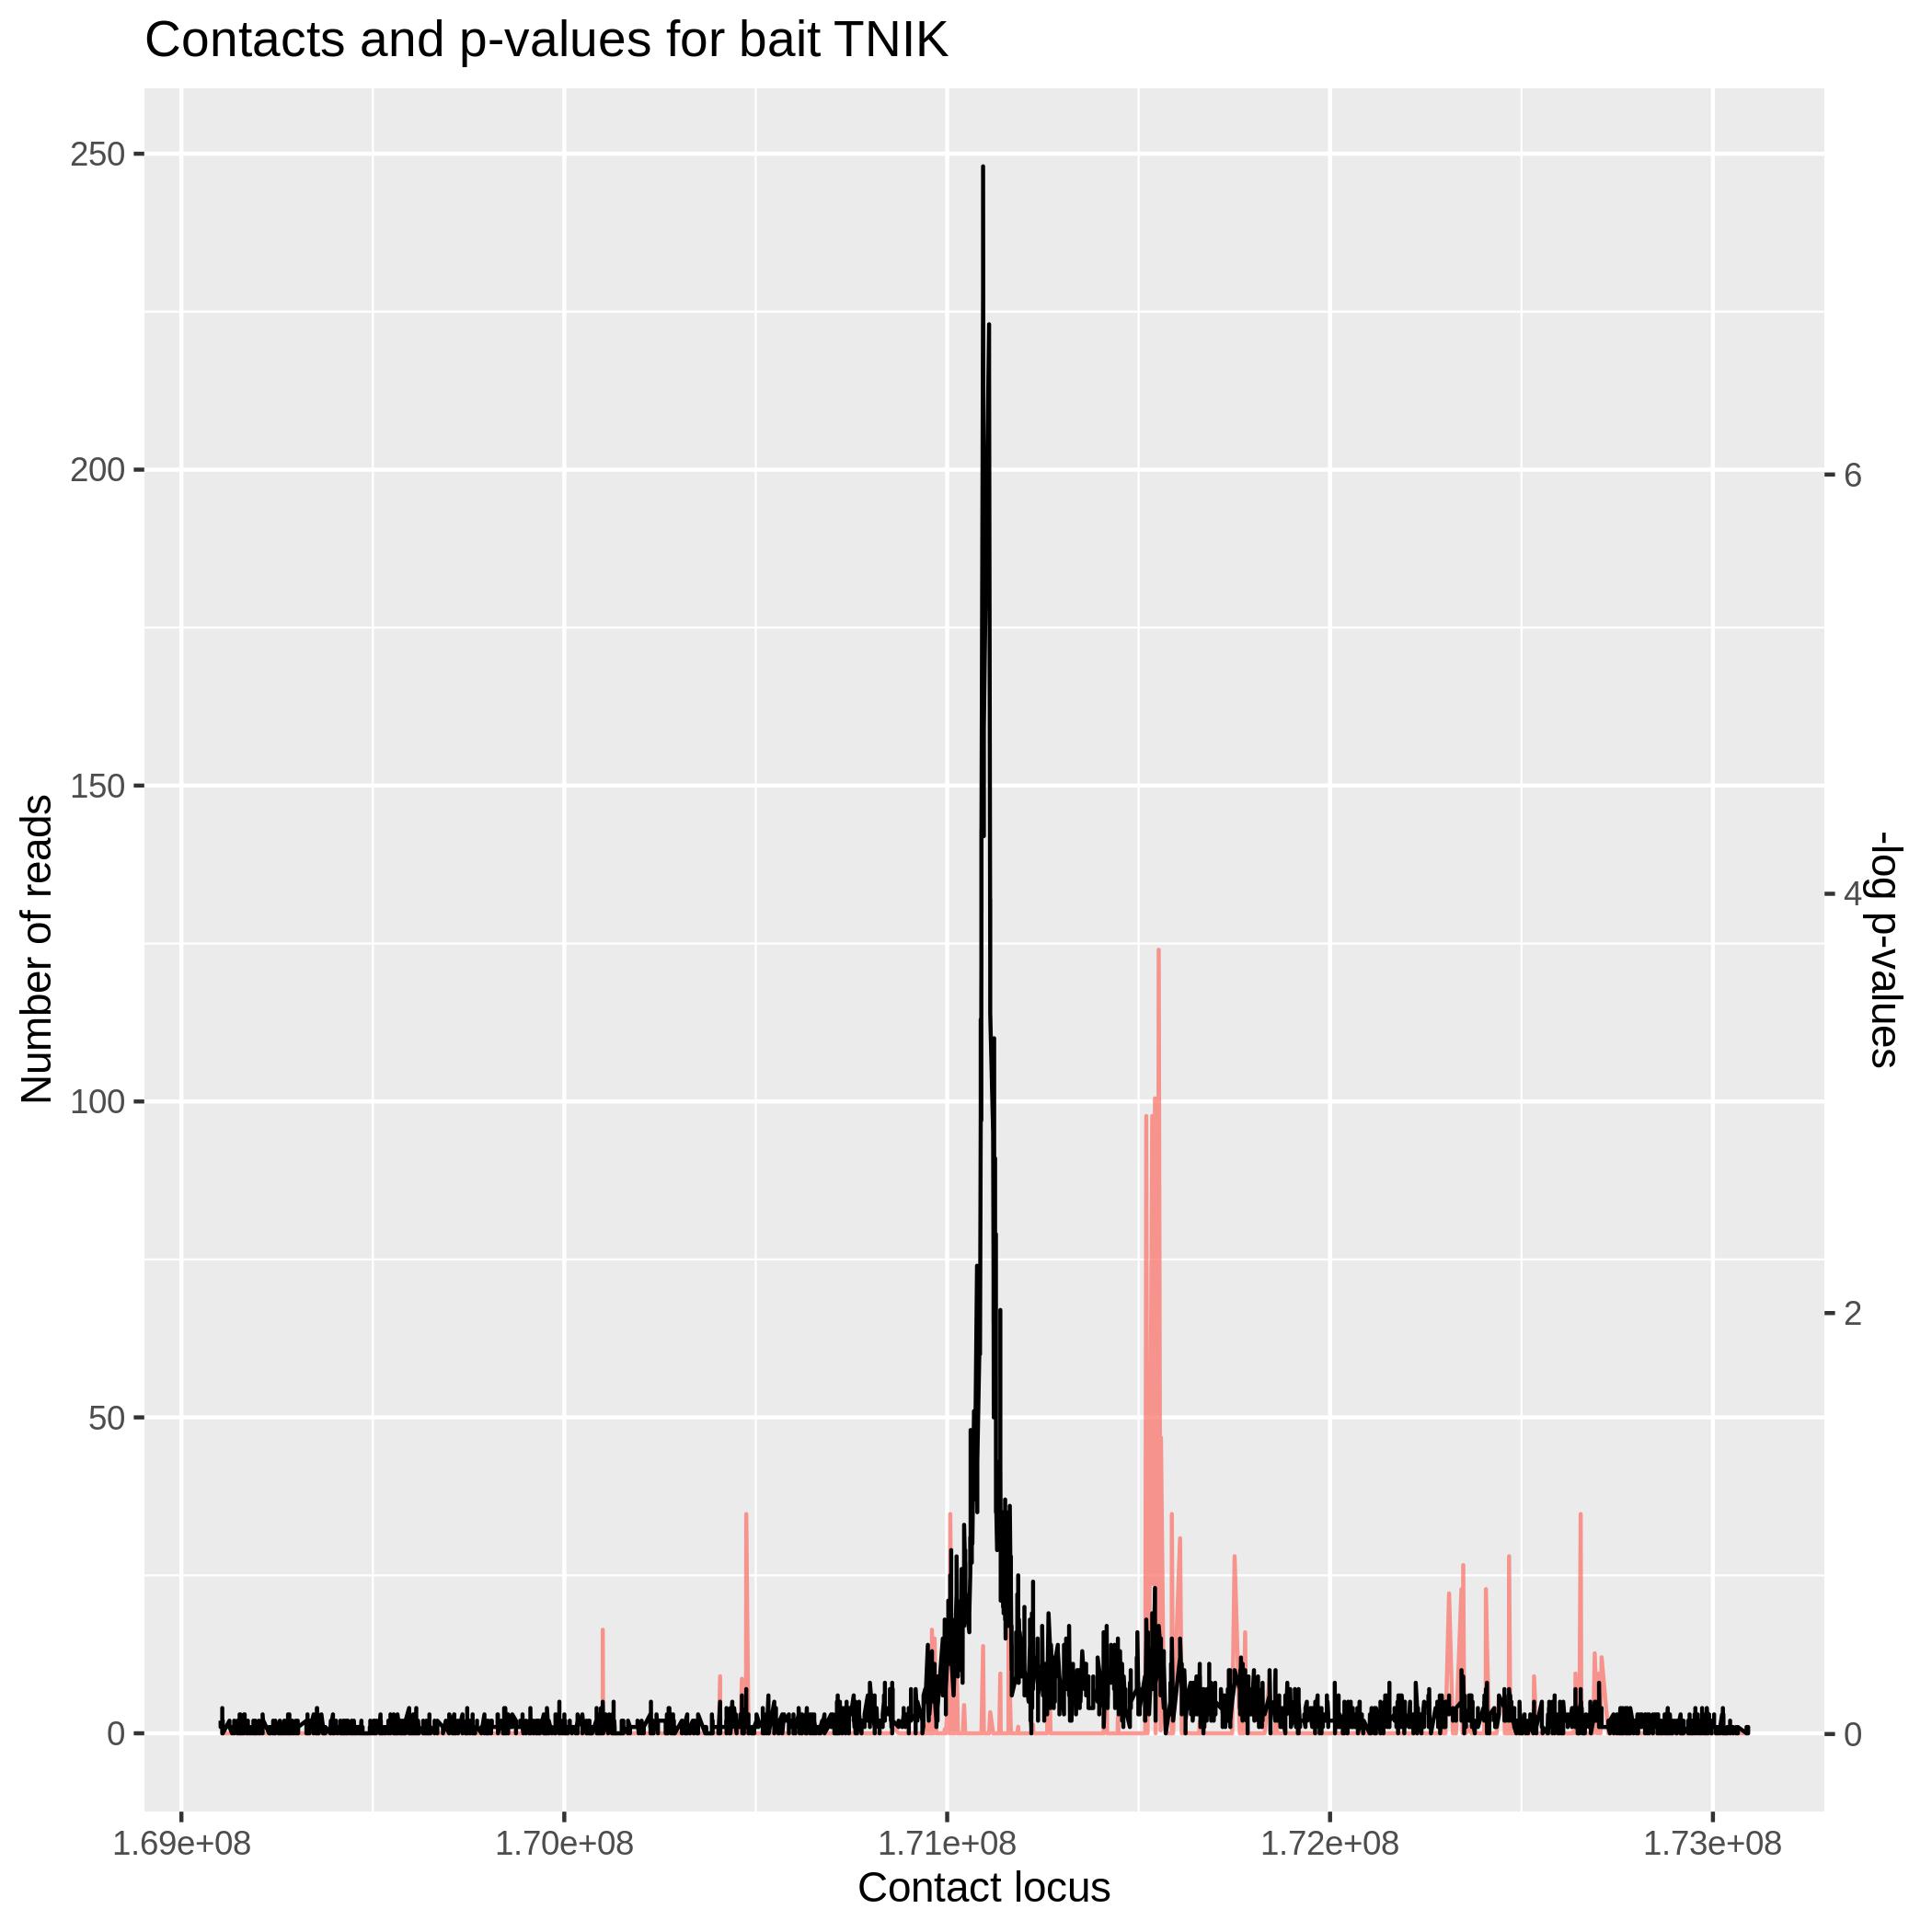 Contacts and p-values for bait TNIK
Number of reads
250
200
150
100
50
0
6
4
2
0
-log p-values
1.69e+08
1.70e+08
1.71e+08
1.72e+08
1.73e+08
Contact locus